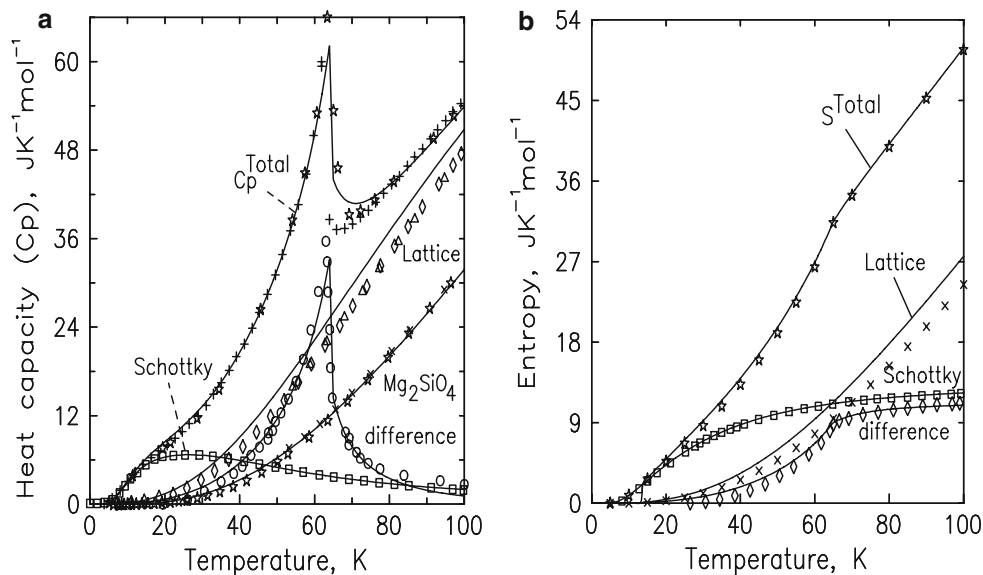 a
Heat capacity (Cp), JK⁻¹mol⁻¹
60
48
36
24
12
0
Cp Total
Lattice
Schottky
Mg₂SiO₄
difference
0 20 40 60 80 100
Temperature, K
b
Entropy, JK⁻¹mol⁻¹
54
45
36
27
18
9
0
S Total
Lattice
Schottky
difference
0 20 40 60 80 100
Temperature, K